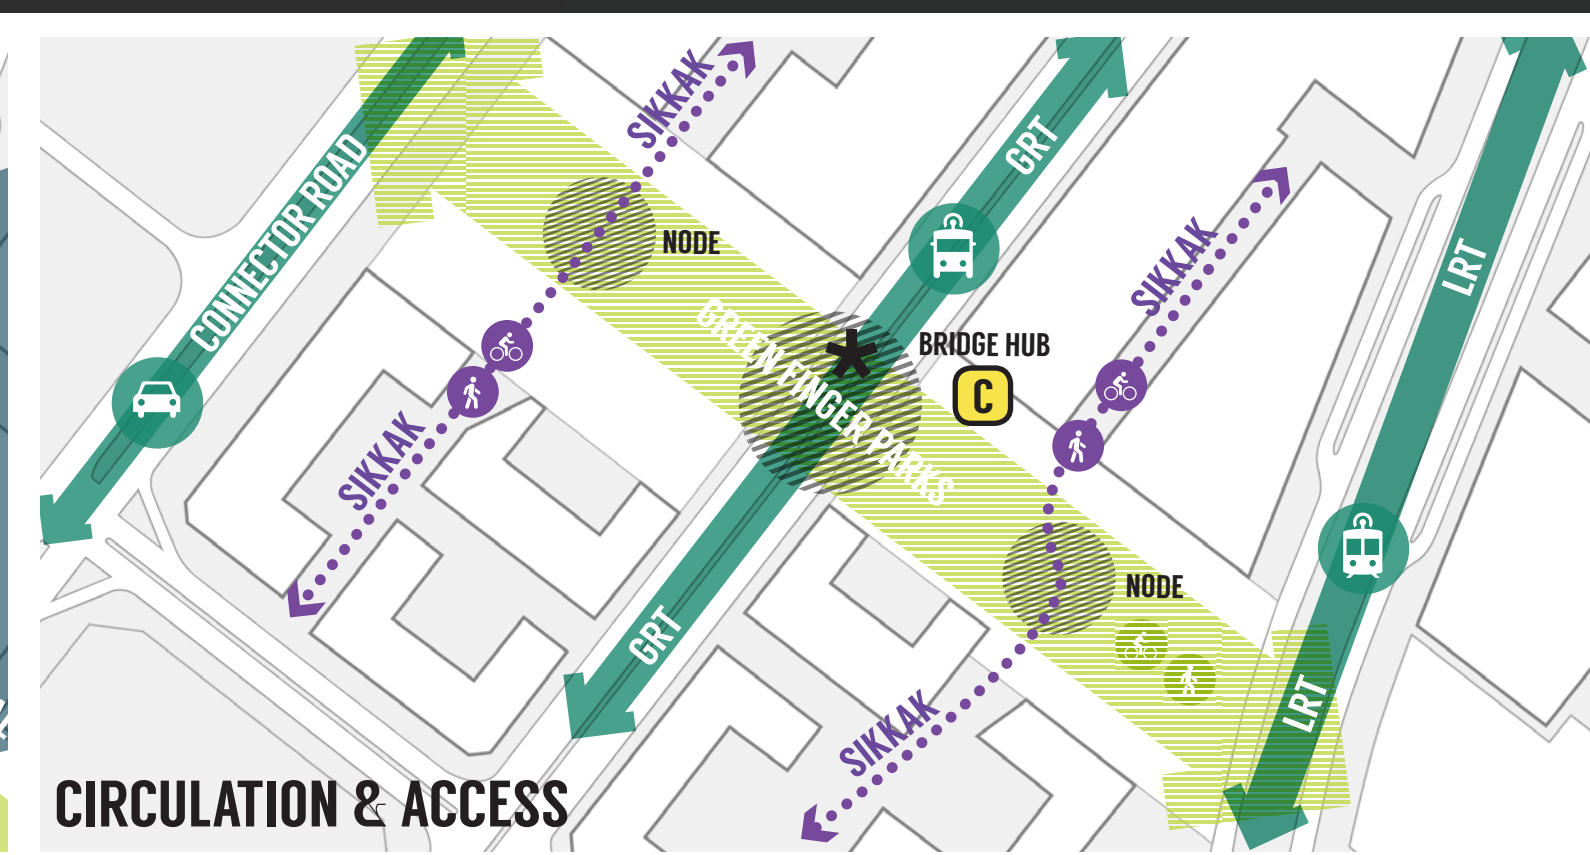 SIKKAK
CONNECTOR ROAD
GRT
NODE
SIKKAK
LRT
GREEN FINGER PARKS
BRIDGE HUB
C
SIKKAK
NODE
GRT
LRT
SIKKAK
CIRCULATION & ACCESS